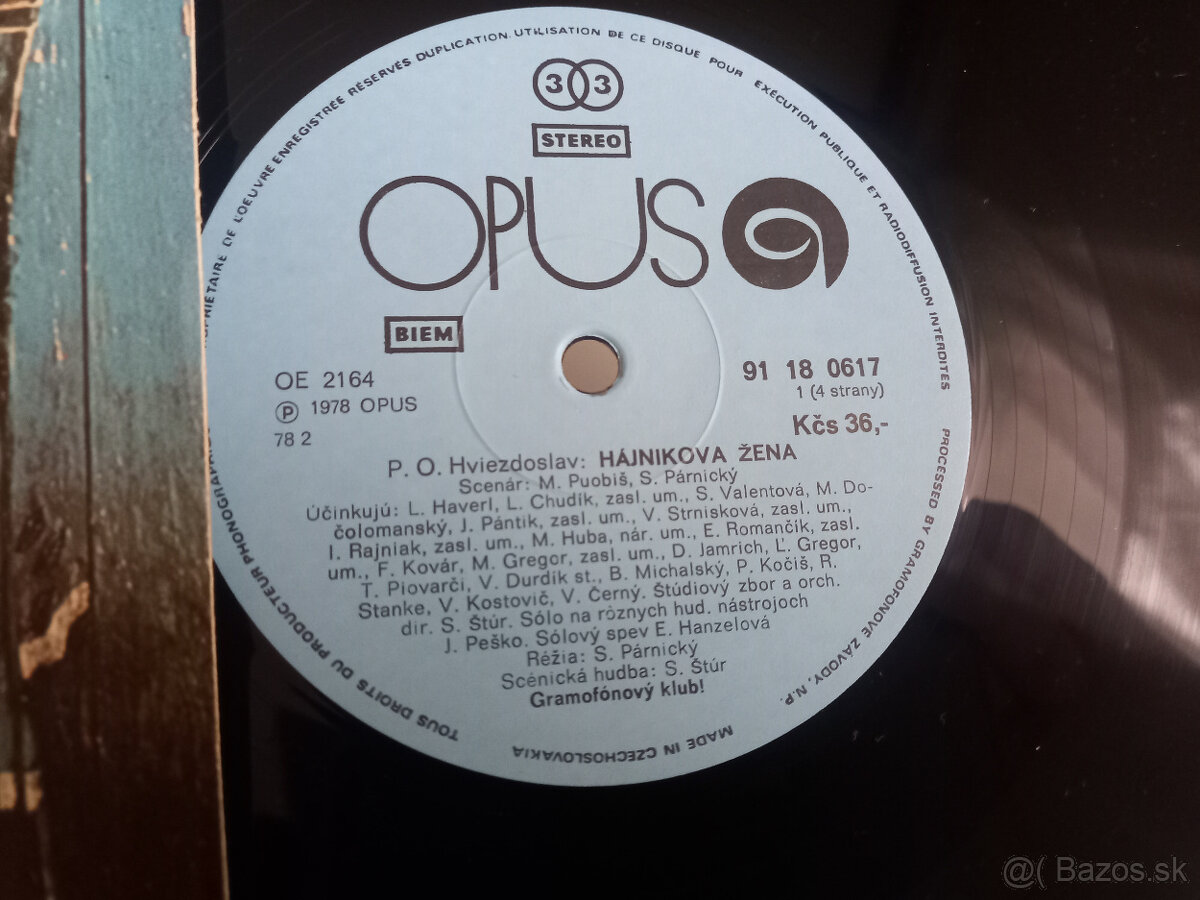 TOUS DROITS DU PRODUCTEUR PHONOGRAPH
PRIÉTAIRE DE L'OEUVRE ENREGISTRÉE RÉSERVÉS DUPLICATION. UTILISATION DE CE DISQUE POUR EXÉCUTION PUBLIQUE ET RADIODIFFUSION INTERDITES
33
STEREO
OPUS
BIEM
OE 2164
Ⓟ 1978 OPUS
78 2
91 18 0617
1 (4 strany)
Kčs 36,-
P. O. Hviezdoslav: HÁJNIKOVA ŽENA
Scenár: M. Puobiš, S. Párnický
Účinkujú: L. Haverl, L. Chudík, zasl. um., S. Valentová, M. Do-
čolomanský, J. Pántik, zasl. um., V. Strnisková, zasl. um.,
I. Rajniak, zasl. um., M. Huba, nár. um., E. Romančík, zasl.
um., F. Kovár, M. Gregor, zasl. um., D. Jamrich, Ľ. Gregor,
T. Piovarči, V. Durdík st., B. Michalský, P. Kočiš, R.
Stanke, V. Kostovič, V. Černý. Štúdiový zbor a orch.
dir. S. Štúr. Sólo na rôznych hud. nástrojoch
J. Peško. Sólový spev E. Hanzelová
Réžia: S. Párnický
Scénická hudba: S. Štúr
Gramofónový klub!
PROCESSED BY GRAMOFONOVÉ ZÁVODY, N.P.
MADE IN CZECHOSLOVAKIA
@( Bazos.sk